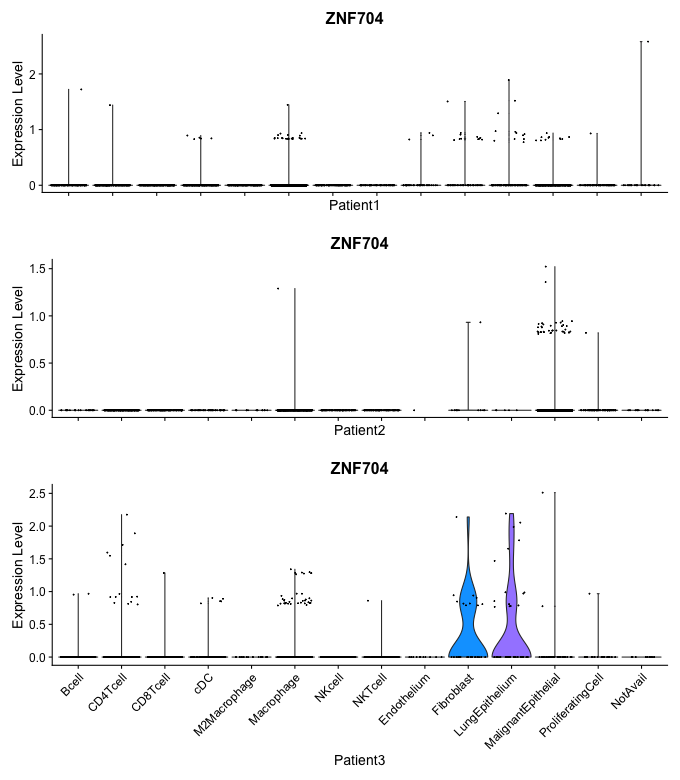 ZNF704
Expression Level
2
1
0
Patient1
ZNF704
Expression Level
1.5
1.0
0.5
0.0
Patient2
ZNF704
Expression Level
2.5
2.0
1.5
1.0
0.5
0.0
Bcell
CD4Tcell
CD8Tcell
cDC
M2Macrophage
Macrophage
NKcell
NKTcell
Endothelium
Fibroblast
LungEpithelium
MalignantEpithelial
ProliferatingCell
NotAvail
Patient3